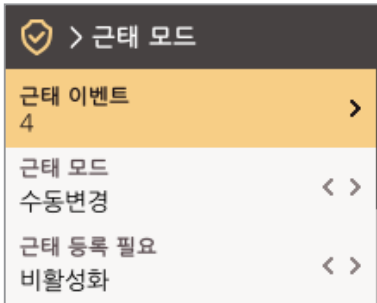 > 근태 모드
근태 이벤트
4
근태 모드
수동변경
근태 등록 필요
비활성화